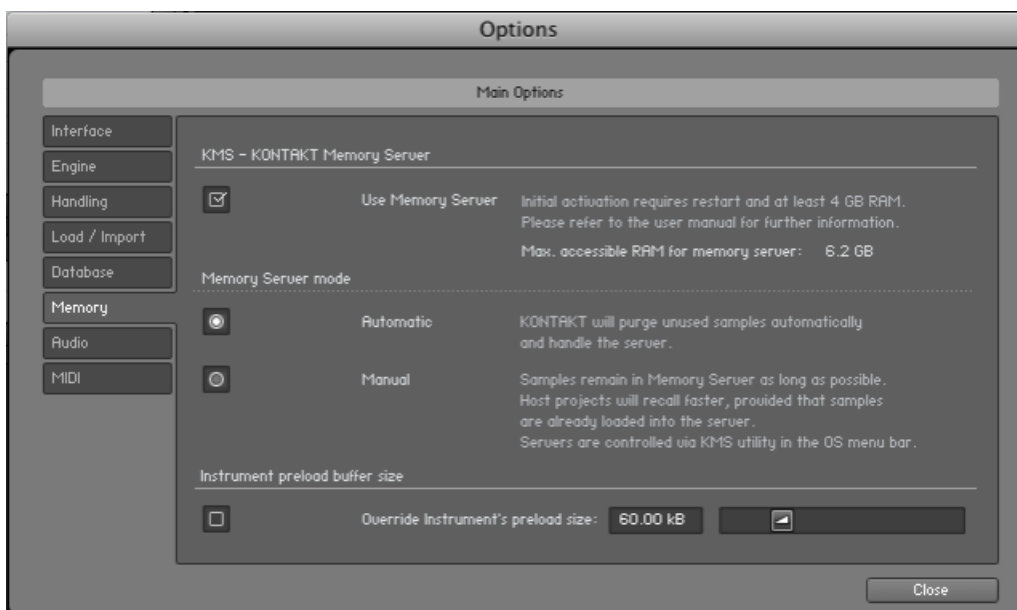 Options
Main Options
Interface
Engine
Handling
Load / Import
Database
Memory
Audio
MIDI
KMS - KONTAKT Memory Server
Use Memory Server
Initial activation requires restart and at least 4 GB RAM.
Please refer to the user manual for further information.
Max. accessible RAM for memory server: 6.2 GB
Memory Server mode
Automatic
KONTAKT will purge unused samples automatically
and handle the server.
Manual
Samples remain in Memory Server as long as possible.
Host projects will recall faster, provided that samples
are already loaded into the server.
Servers are controlled via KMS utility in the OS menu bar.
Instrument preload buffer size
Override Instrument's preload size: 60.00 kB
Close